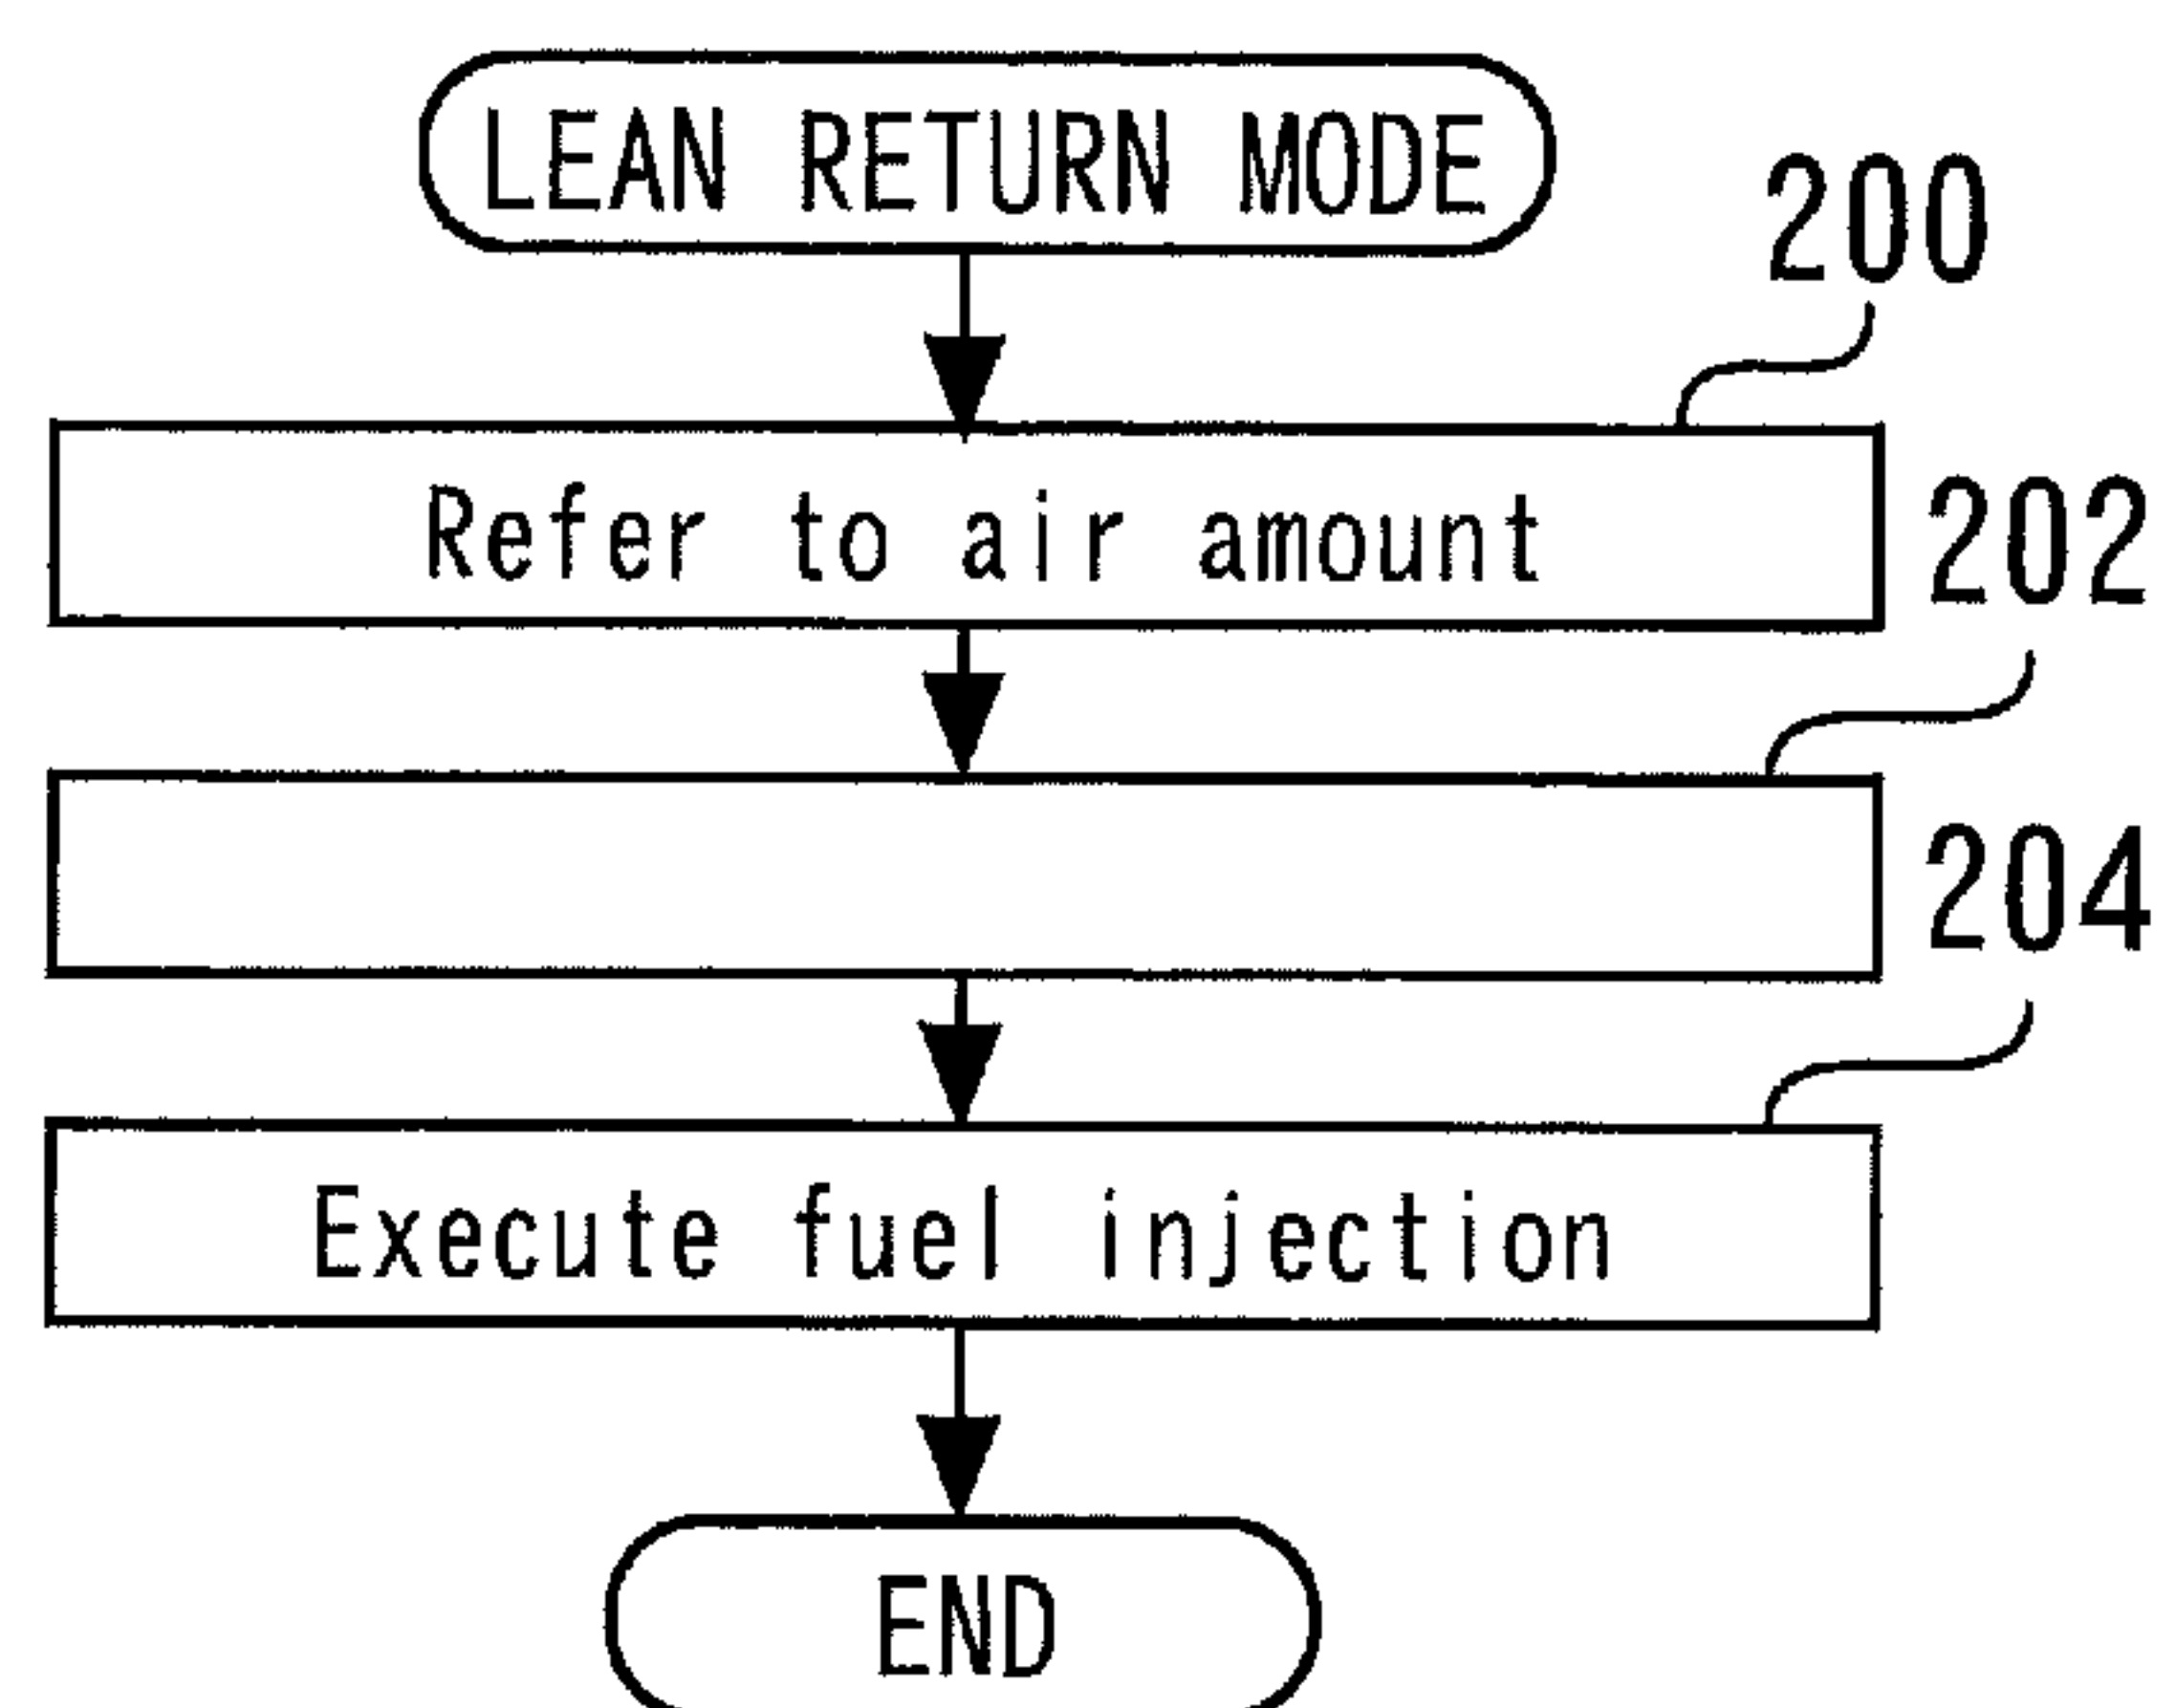 LEAN RETURN MODE
200
Refer to air amount
202
204
Execute fuel injection
END